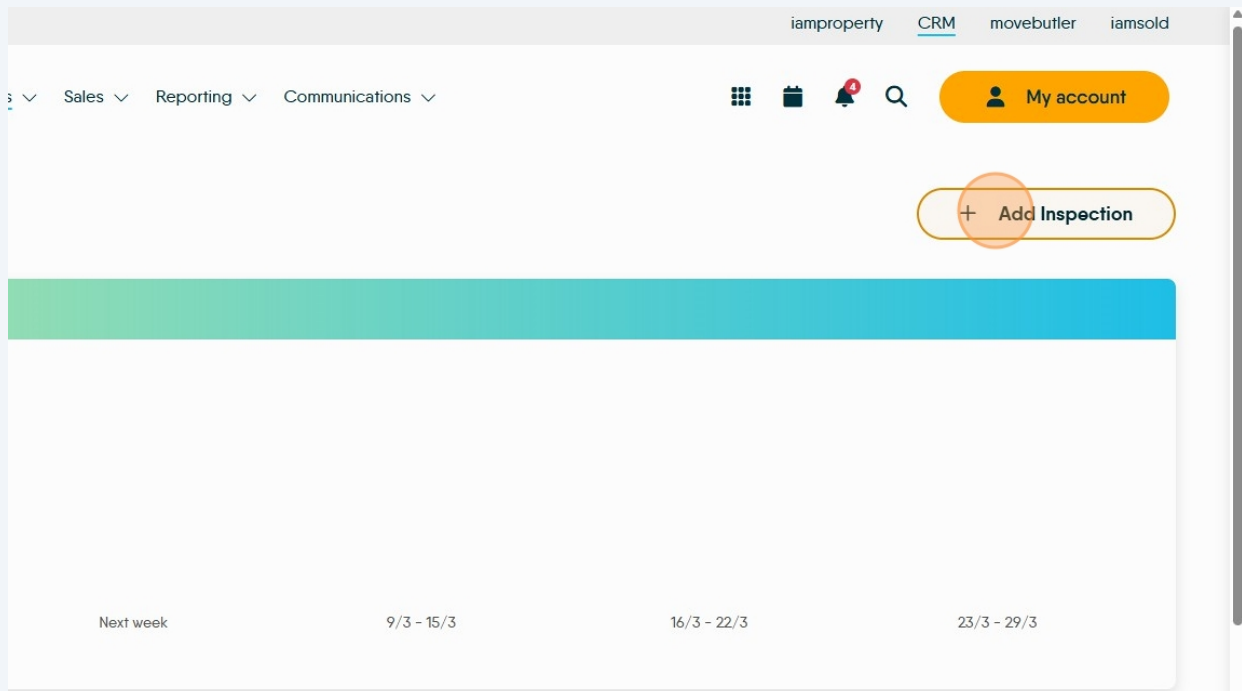 iamproperty CRM movebutler iamsold
s Sales Reporting Communications 4 My account
+ Add Inspection
Next week 9/3 - 15/3 16/3 - 22/3 23/3 - 29/3